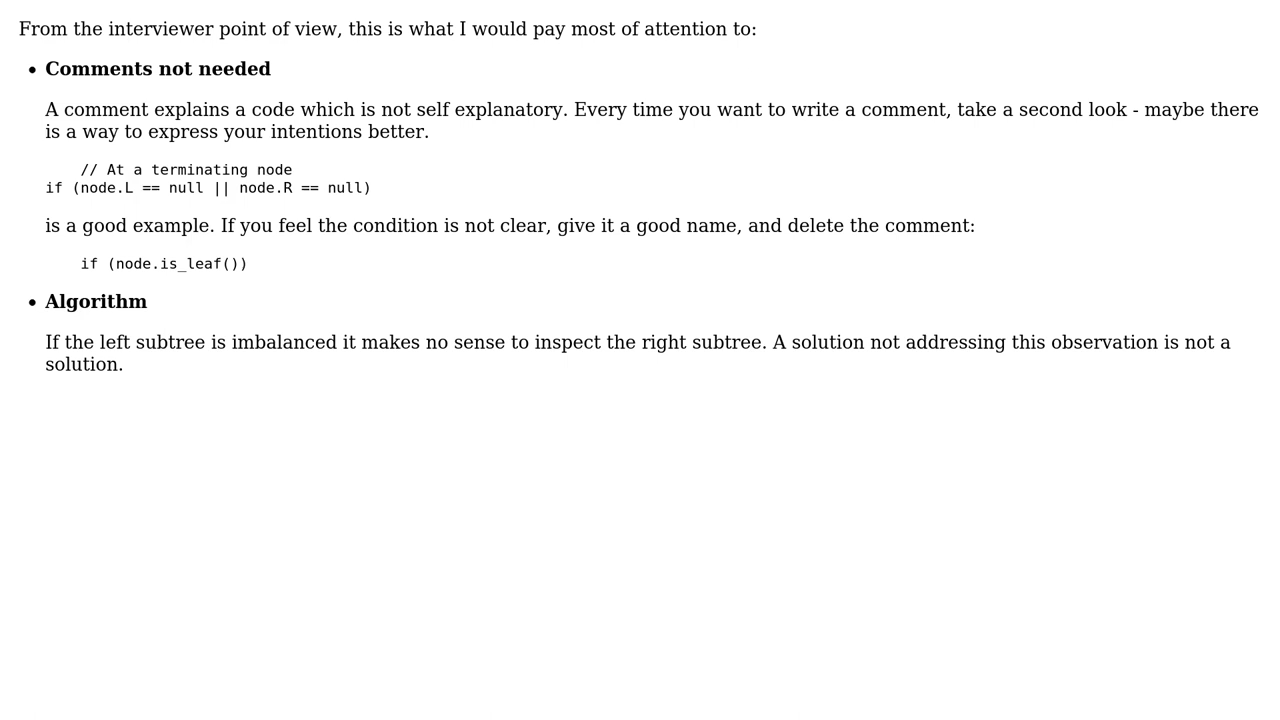 From the interviewer point of view, this is what I would pay most of attention to:
• Comments not needed
A comment explains a code which is not self explanatory. Every time you want to write a comment, take a second look - maybe there
is a way to express your intentions better.
// At a terminating node
if (node.L == null || node.R == null)
is a good example. If you feel the condition is not clear, give it a good name, and delete the comment:
if (node.is_leaf())
• Algorithm
If the left subtree is imbalanced it makes no sense to inspect the right subtree. A solution not addressing this observation is not a
solution.